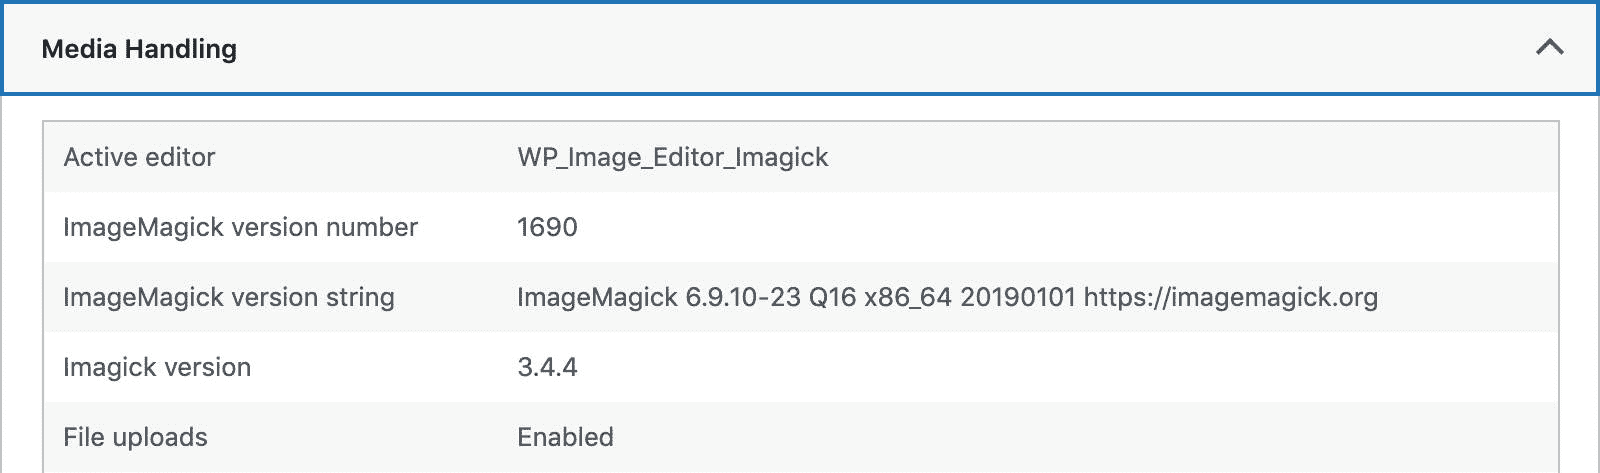 Media Handling
Active editor WP_Image_Editor_Imagick
ImageMagick version number 1690
ImageMagick version string ImageMagick 6.9.10-23 Q16 x86_64 20190101 https://imagemagick.org
Imagick version 3.4.4
File uploads Enabled